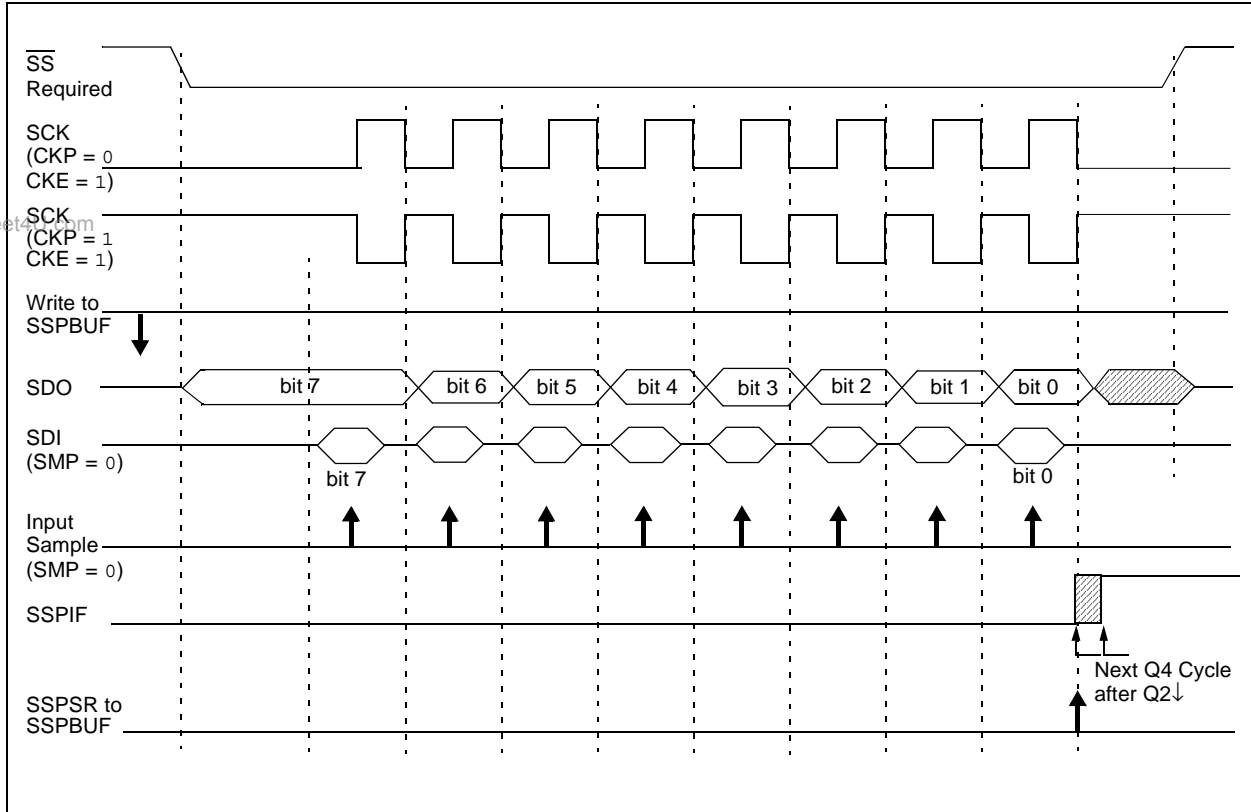 SS
Required
SCK
(CKP = 0
CKE = 1)
eet4U.com
SCK
(CKP = 1
CKE = 1)
Write to
SSPBUF
SDO
bit 7
bit 6
bit 5
bit 4
bit 3
bit 2
bit 1
bit 0
SDI
(SMP = 0)
bit 7
bit 0
Input
Sample
(SMP = 0)
SSPIF
Next Q4 Cycle
after Q2↓
SSPSR to
SSPBUF